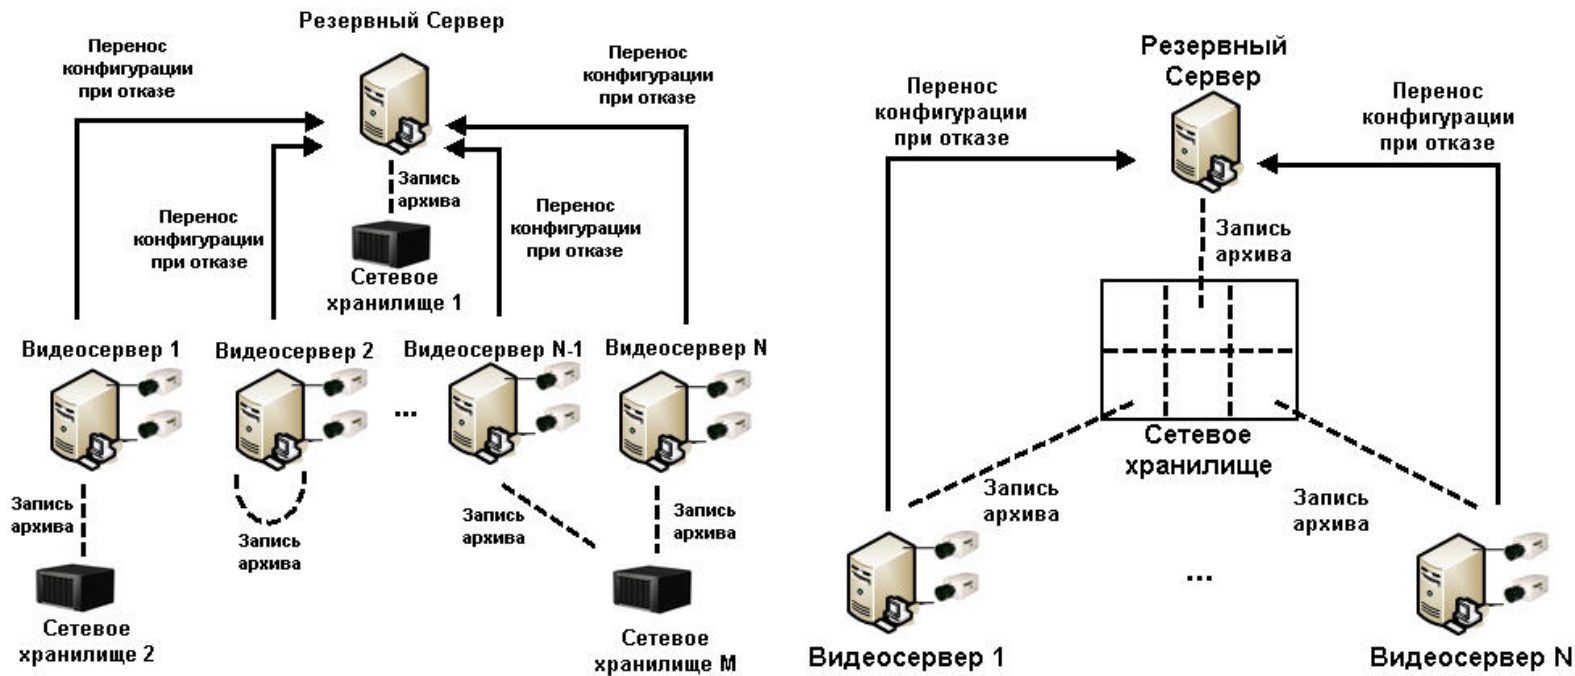 Резервный Сервер
Перенос
конфигурации
при отказе
Перенос
конфигурации
при отказе
Запись
архива
Перенос
конфигурации
при отказе
Перенос
конфигурации
при отказе
Сетевое
хранилище 1
Видеосервер 1
Видеосервер 2
Видеосервер N-1
Видеосервер N
...
Запись
архива
Запись
архива
Запись
архива
Запись
архива
Сетевое
хранилище 2
Сетевое
хранилище M
Резервный
Сервер
Перенос
конфигурации
при отказе
Перенос
конфигурации
при отказе
Запись
архива
Сетевое
хранилище
Запись
архива
Запись
архива
...
Видеосервер 1
Видеосервер N